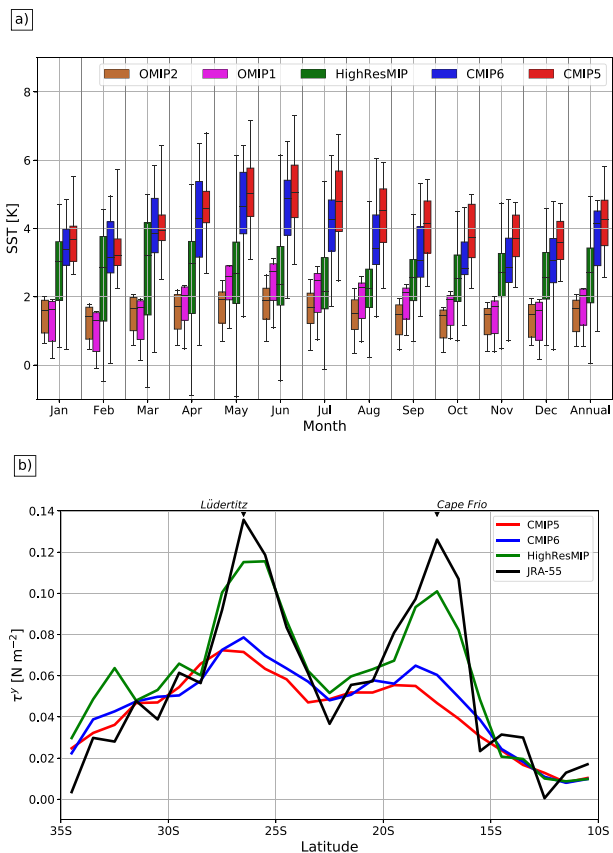 a)
OMIP2 OMIP1 HighResMIP CMIP6 CMIP5
8
6
4
2
0
SST [K]
Jan Feb Mar Apr May Jun Jul Aug Sep Oct Nov Dec Annual
Month
b)
Lüdertitz Cape Frio
CMIP5
CMIP6
HighResMIP
JRA-55
0.14
0.12
0.10
0.08
0.06
0.04
0.02
0.00
τʸ [N m⁻²]
35S 30S 25S 20S 15S 10S
Latitude